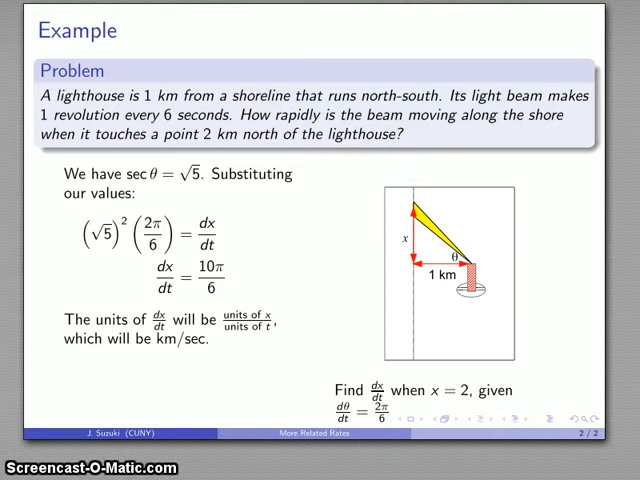 Example
Problem
A lighthouse is 1 km from a shoreline that runs north-south. Its light beam makes
1 revolution every 6 seconds. How rapidly is the beam moving along the shore
when it touches a point 2 km north of the lighthouse?
We have sec θ = √5. Substituting
our values:
(√5)² (2π/6) = dx/dt
dx/dt = 10π/6
The units of dx/dt will be units of x/units of t,
which will be km/sec.
x
θ
1 km
Find dx/dt when x = 2, given
dθ/dt = 2π/6
J. Suzuki (CUNY)
More Related Rates
2 / 2
Screencast-O-Matic.com